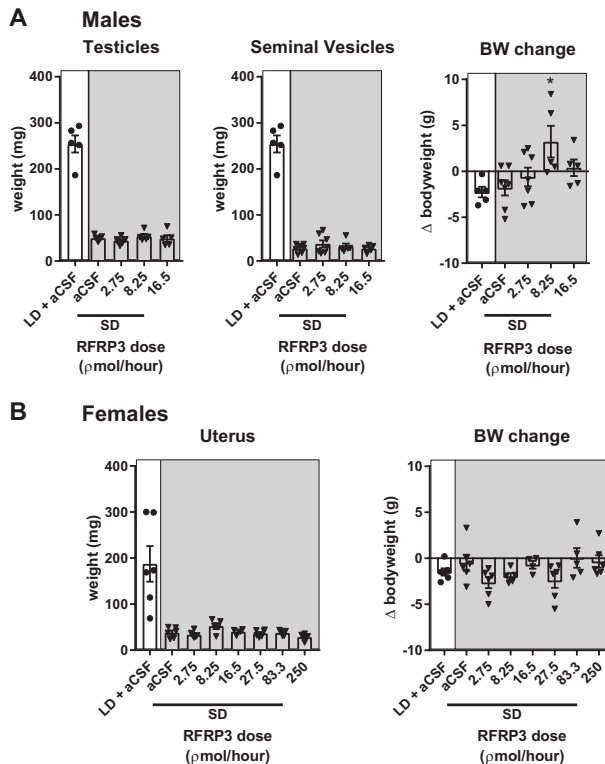 A Males
Testicles
Seminal Vesicles
BW change
weight (mg)
400
300
200
100
0
LD + aCSF
aCSF
2.75
8.25
16.5
SD
RFRP3 dose
(ρmol/hour)
weight (mg)
400
300
200
100
0
LD + aCSF
aCSF
2.75
8.25
16.5
SD
RFRP3 dose
(ρmol/hour)
Δ bodyweight (g)
10
5
0
-5
-10
*
LD + aCSF
aCSF
2.75
8.25
16.5
SD
RFRP3 dose
(ρmol/hour)
B Females
Uterus
BW change
weight (mg)
400
300
200
100
0
LD + aCSF
aCSF
2.75
8.25
16.5
27.5
83.3
250
SD
RFRP3 dose
(ρmol/hour)
Δ bodyweight (g)
10
5
0
-5
-10
LD + aCSF
aCSF
2.75
8.25
16.5
27.5
83.3
250
SD
RFRP3 dose
(ρmol/hour)